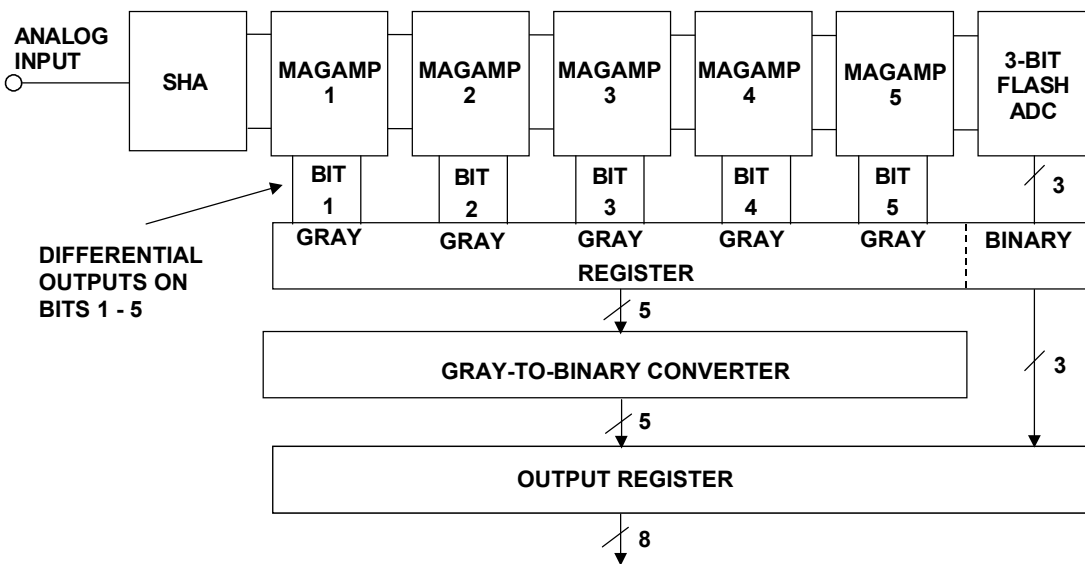 ANALOG
INPUT
SHA
MAGAMP
1
MAGAMP
2
MAGAMP
3
MAGAMP
4
MAGAMP
5
3-BIT
FLASH
ADC
BIT
1
GRAY
BIT
2
GRAY
BIT
3
GRAY
BIT
4
GRAY
BIT
5
GRAY
3
BINARY
REGISTER
DIFFERENTIAL
OUTPUTS ON
BITS 1 - 5
5
GRAY-TO-BINARY CONVERTER
3
5
OUTPUT REGISTER
8